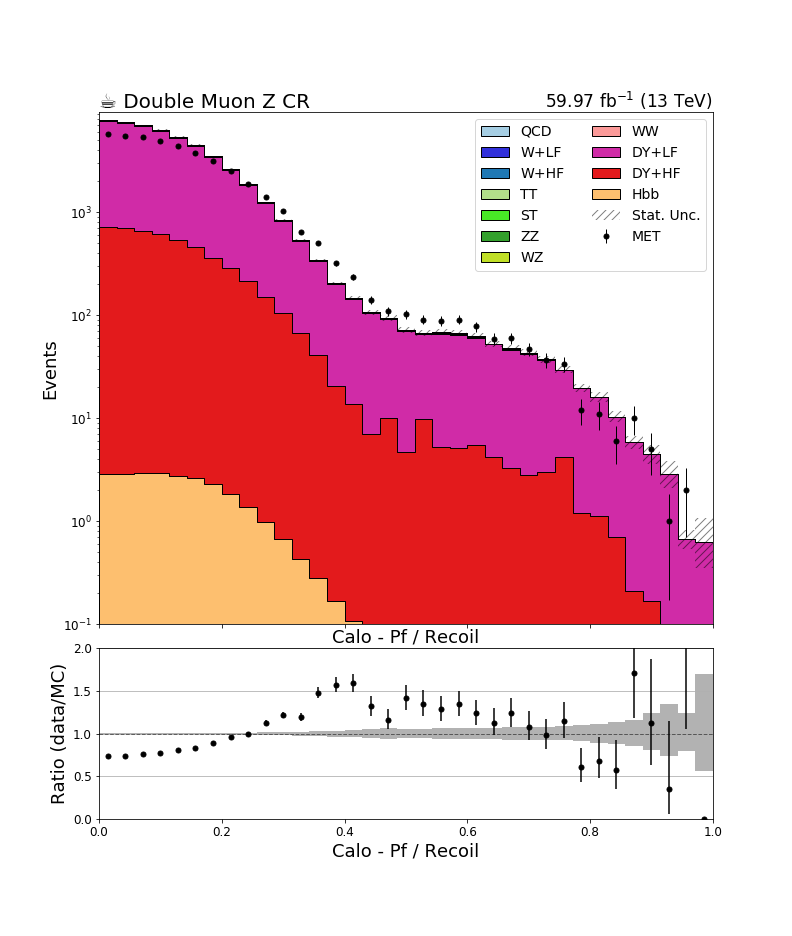 ☕ Double Muon Z CR
59.97 fb⁻¹ (13 TeV)
QCD
W+LF
W+HF
TT
ST
ZZ
WZ
WW
DY+LF
DY+HF
Hbb
Stat. Unc.
MET
Events
10³
10²
10¹
10⁰
10⁻¹
Calo - Pf / Recoil
Ratio (data/MC)
2.0
1.5
1.0
0.5
0.0
0.0 0.2 0.4 0.6 0.8 1.0
Calo - Pf / Recoil